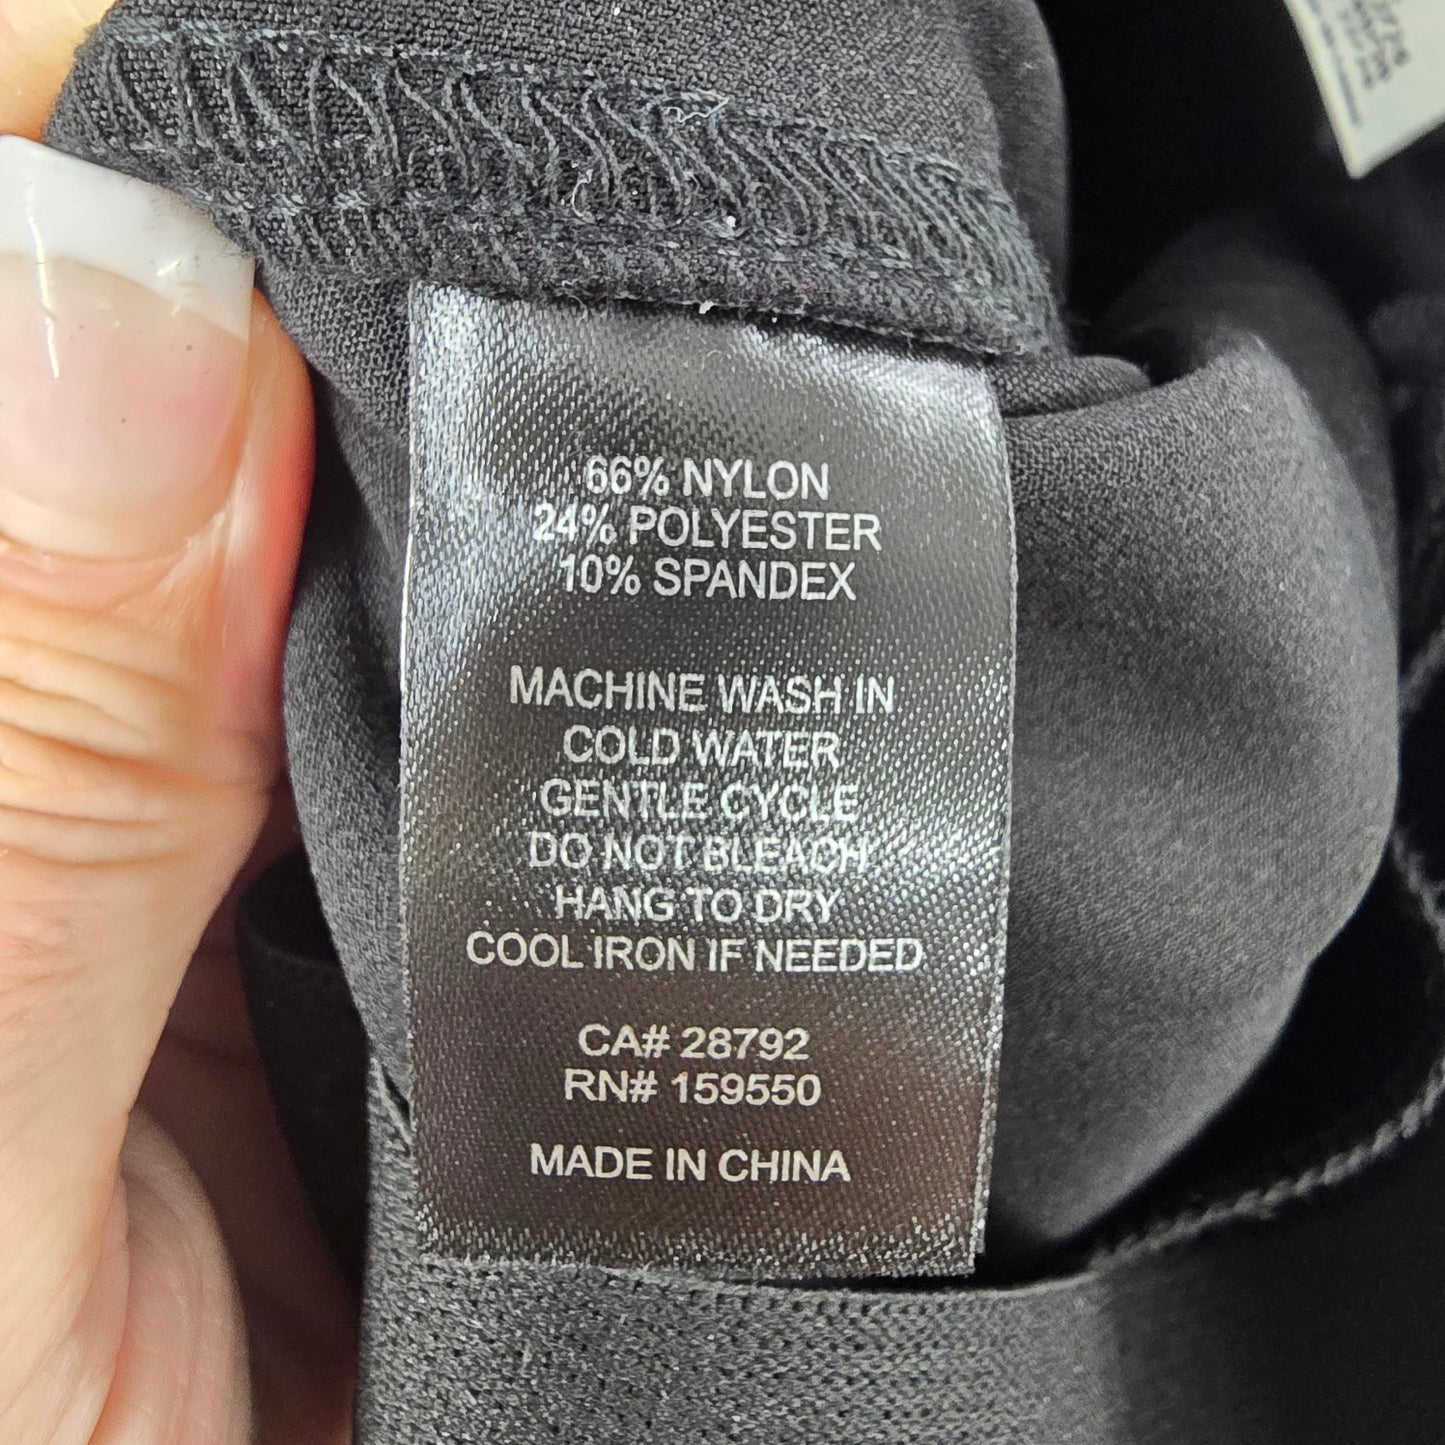 66% NYLON
24% POLYESTER
10% SPANDEX
MACHINE WASH IN
COLD WATER
GENTLE CYCLE
DO NOT BLEACH
HANG TO DRY
COOL IRON IF NEEDED
CA# 28792
RN# 159550
MADE IN CHINA